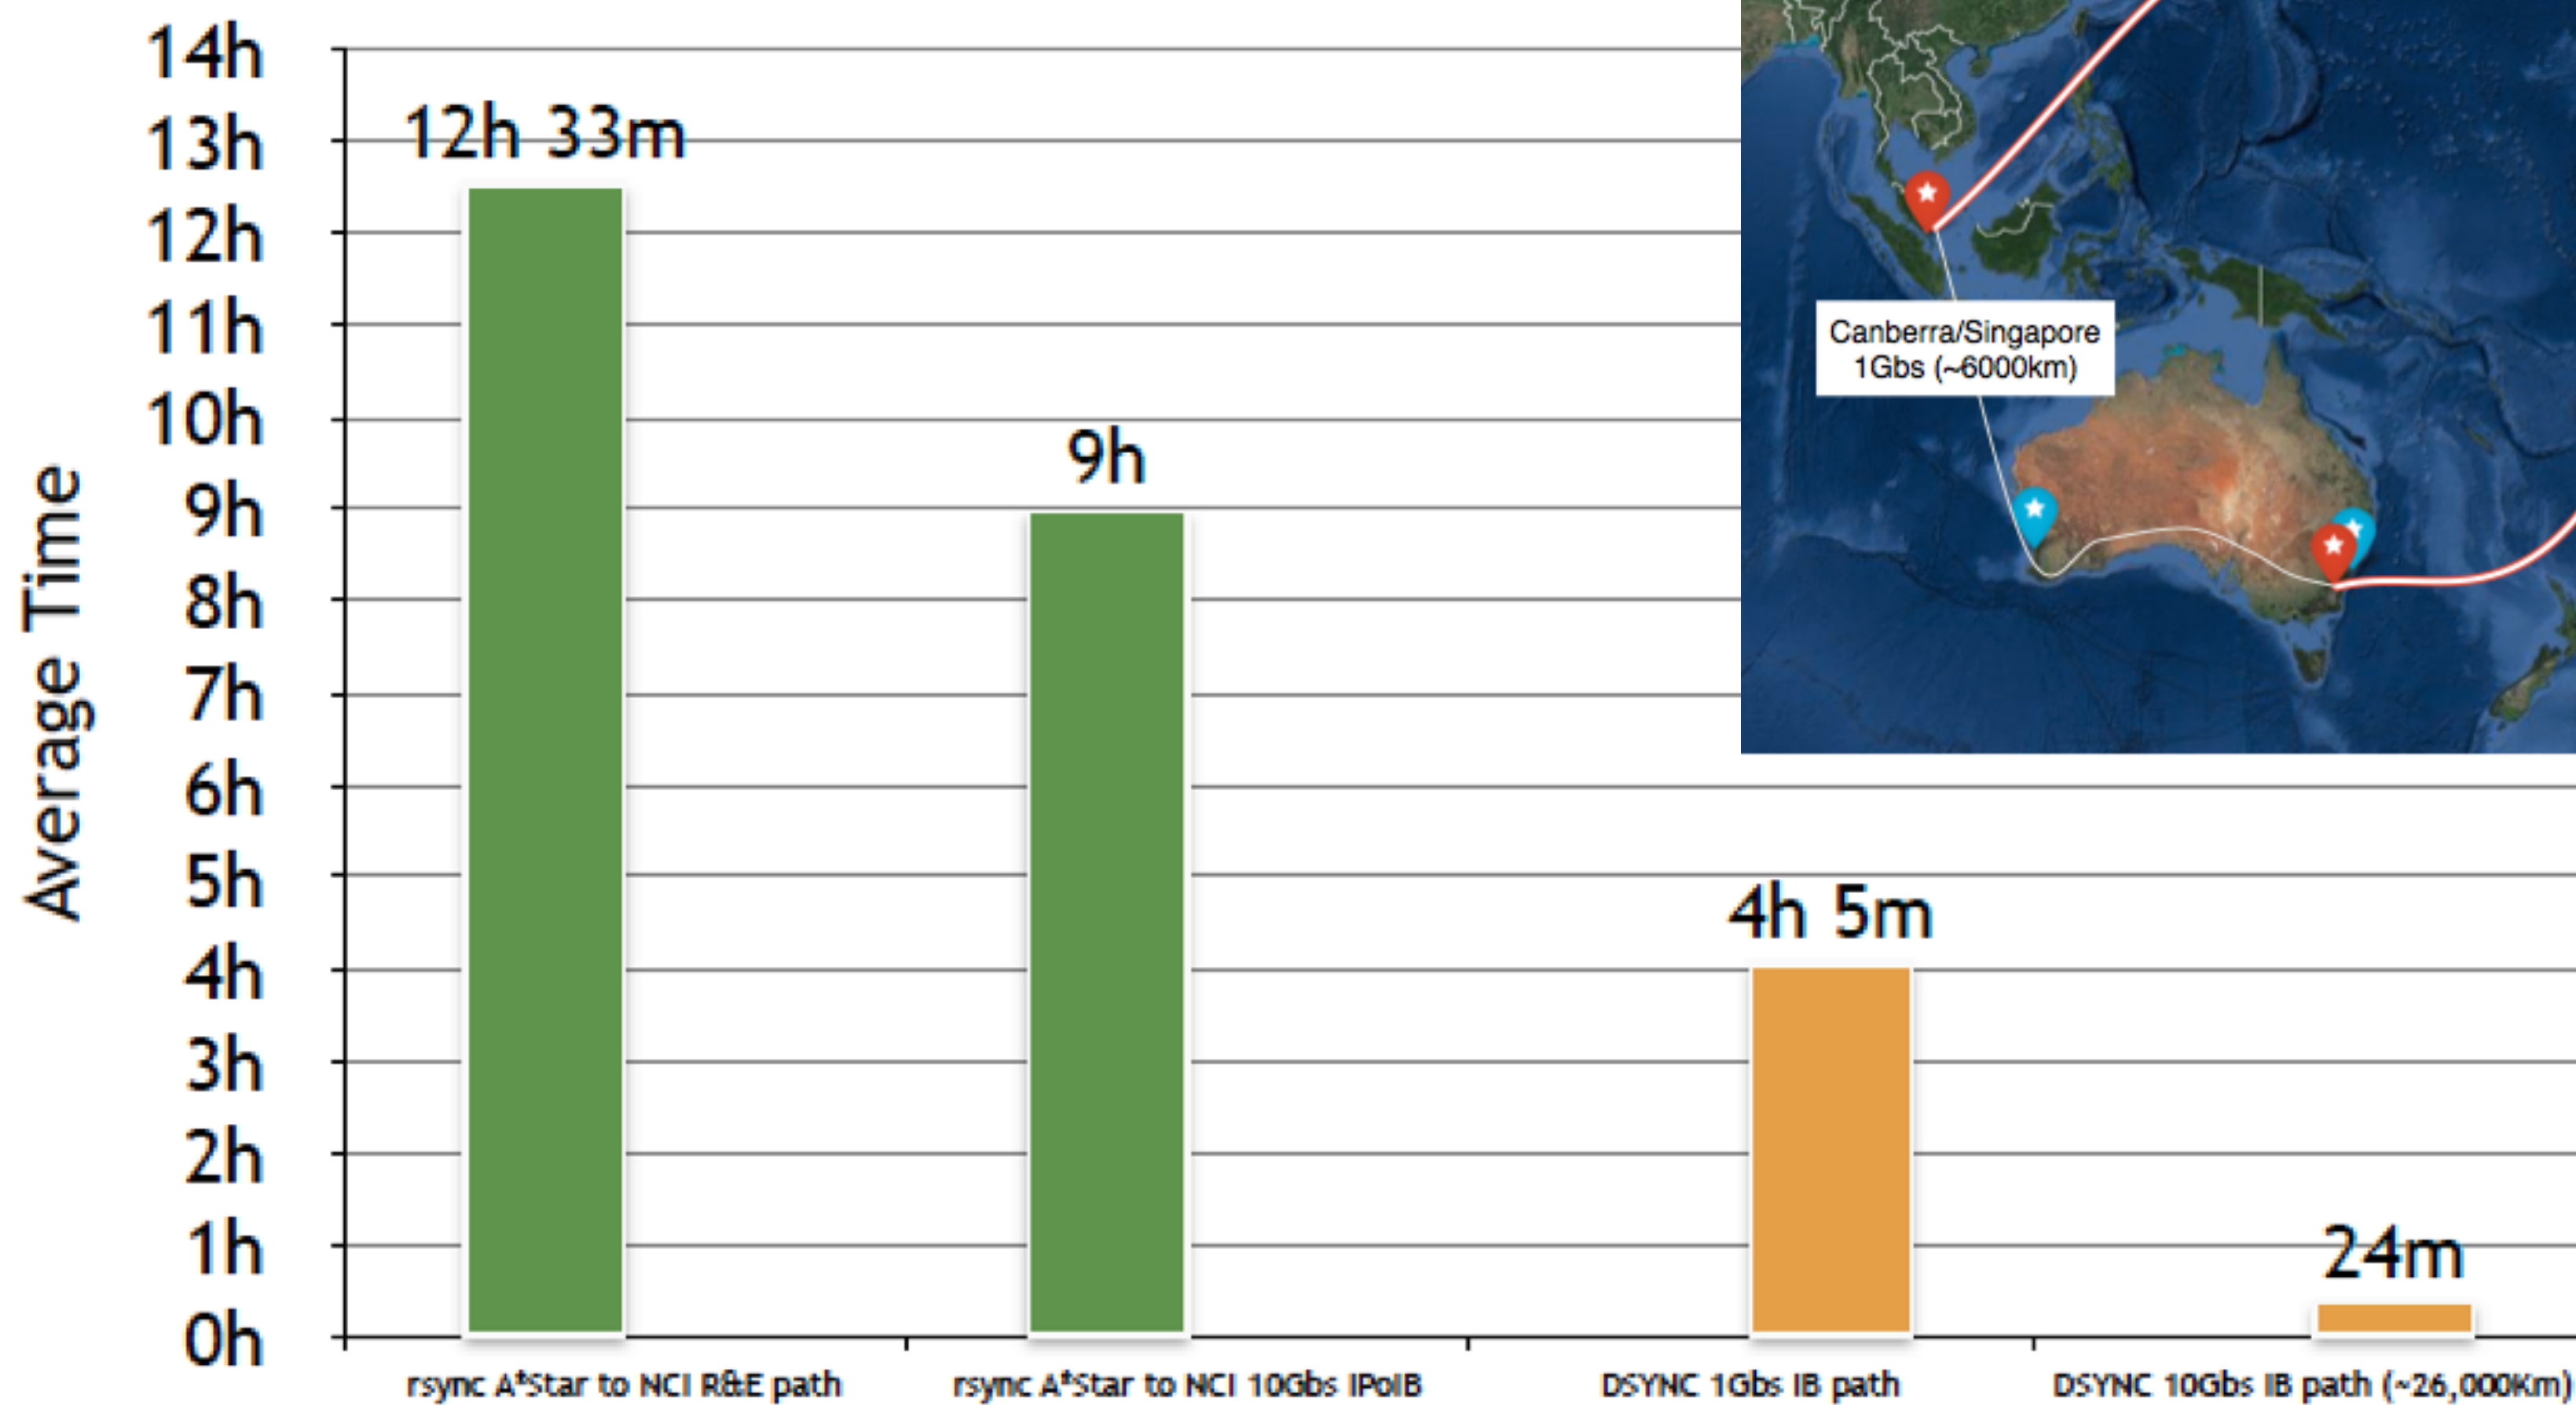 Average Time
14h
13h
12h
11h
10h
9h
8h
7h
6h
5h
4h
3h
2h
1h
0h
12h 33m
9h
4h 5m
24m
rsync A*Star to NCI R&E path
rsync A*Star to NCI 10Gbs IPoIB
DSYNC 1Gbs IB path
DSYNC 10Gbs IB path (~26,000Km)
Canberra/Singapore
1Gbs (~6000km)